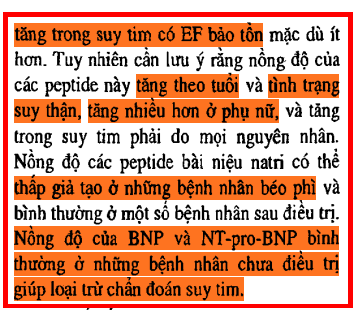 tăng trong suy tim có EF bảo tồn mặc dù ít
hơn. Tuy nhiên cần lưu ý rằng nồng độ của
các peptide này tăng theo tuổi và tình trạng
suy thận, tăng nhiều hơn ở phụ nữ, và tăng
trong suy tim phải do mọi nguyên nhân.
Nồng độ các peptide bài niệu natri có thể
thấp giả tạo ở những bệnh nhân béo phì và
bình thường ở một số bệnh nhân sau điều trị.
Nồng độ của BNP và NT-pro-BNP bình
thường ở những bệnh nhân chưa điều trị
giúp loại trừ chẩn đoán suy tim.